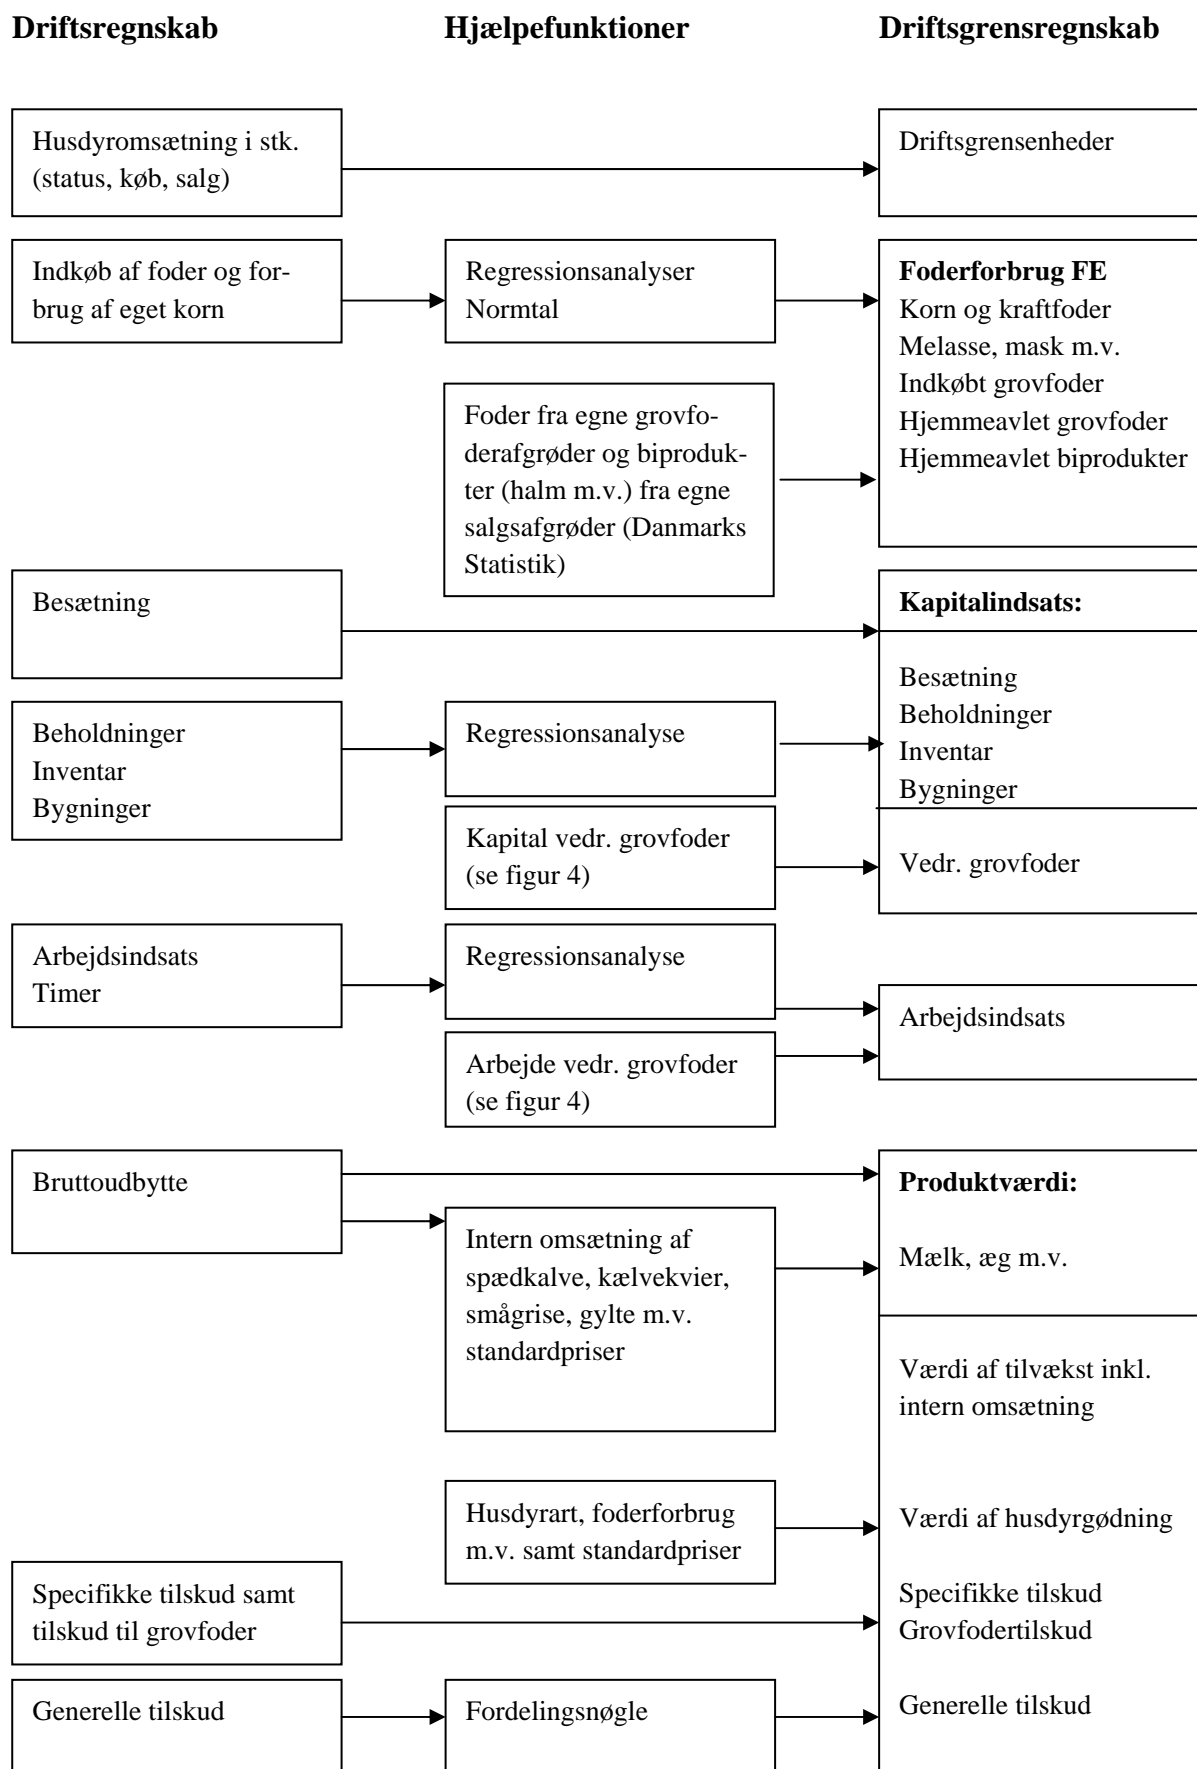 Driftsregnskab
Hjælpefunktioner
Driftsgrensregnskab
Husdyromsætning i stk.
(status, køb, salg)
Driftsgrensenheder
Indkøb af foder og for-
brug af eget korn
Regressionsanalyser
Normtal
Foderforbrug FE
Korn og kraftfoder
Melasse, mask m.v.
Indkøbt grovfoder
Hjemmeavlet grovfoder
Hjemmeavlet biprodukter
Foder fra egne grovfo-
derafgrøder og biproduk-
ter (halm m.v.) fra egne
salgsafgrøder (Danmarks
Statistik)
Besætning
Kapitalindsats:
Besætning
Beholdninger
Inventar
Bygninger
Beholdninger
Inventar
Bygninger
Regressionsanalyse
Kapital vedr. grovfoder
(se figur 4)
Vedr. grovfoder
Arbejdsindsats
Timer
Regressionsanalyse
Arbejdsindsats
Arbejde vedr. grovfoder
(se figur 4)
Bruttoudbytte
Produktværdi:
Intern omsætning af
spædkalve, kælvekvier,
smågrise, gylte m.v.
standardpriser
Mælk, æg m.v.
Værdi af tilvækst inkl.
intern omsætning
Husdyrart, foderforbrug
m.v. samt standardpriser
Værdi af husdyrgødning
Specifikke tilskud samt
tilskud til grovfoder
Specifikke tilskud
Grovfodertilskud
Generelle tilskud
Fordelingsnøgle
Generelle tilskud